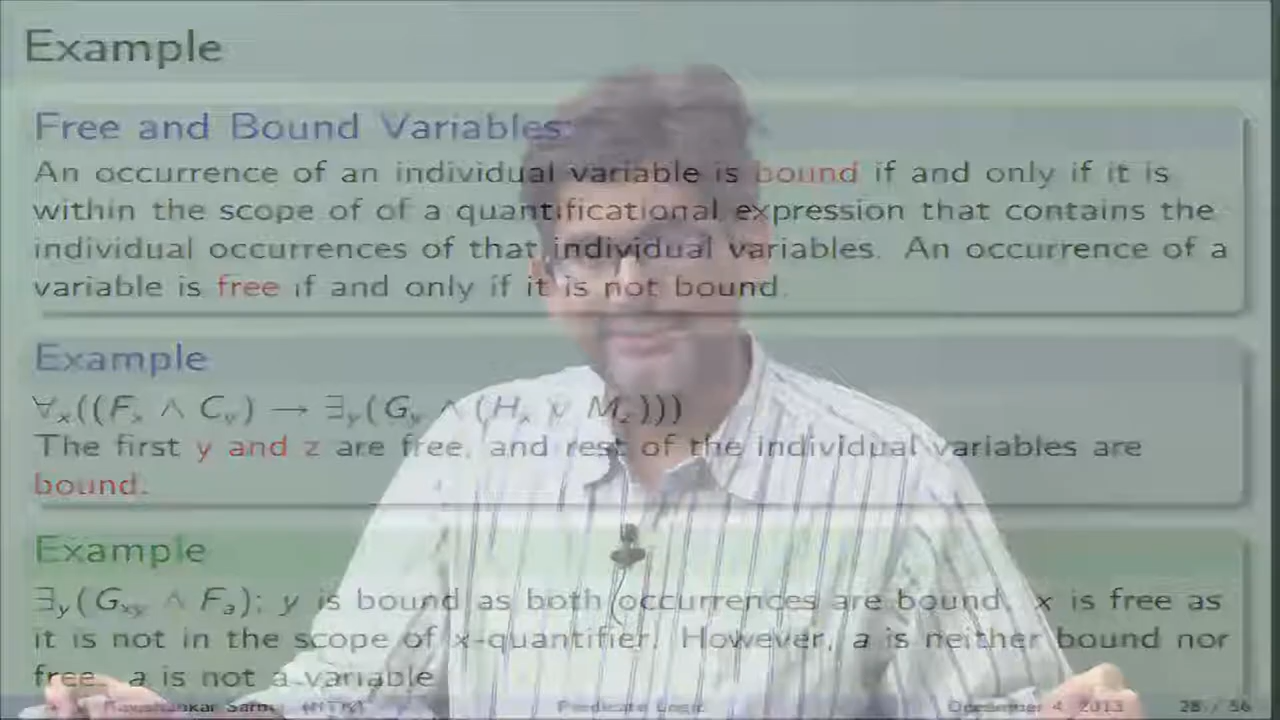 Example
Free and Bound Variables:
An occurrence of an individual variable is bound if and only if it is
within the scope of of a quantificational expression that contains the
individual occurrences of that individual variables. An occurrence of a
variable is free if and only if it is not bound.
Example
∀x((Fx ∧ Cy) → ∃y(Gy ∧ (Hx ∨ Mz)))
The first y and z are free, and rest of the individual variables are
bound.
Example
∃y(Gxy ∧ Fa); y is bound as both occurrences are bound. x is free as
it is not in the scope of x-quantifier. However, a is neither bound nor
free. a is not a variable
(IITK) Predicate Logic December 4, 2013 28 / 56